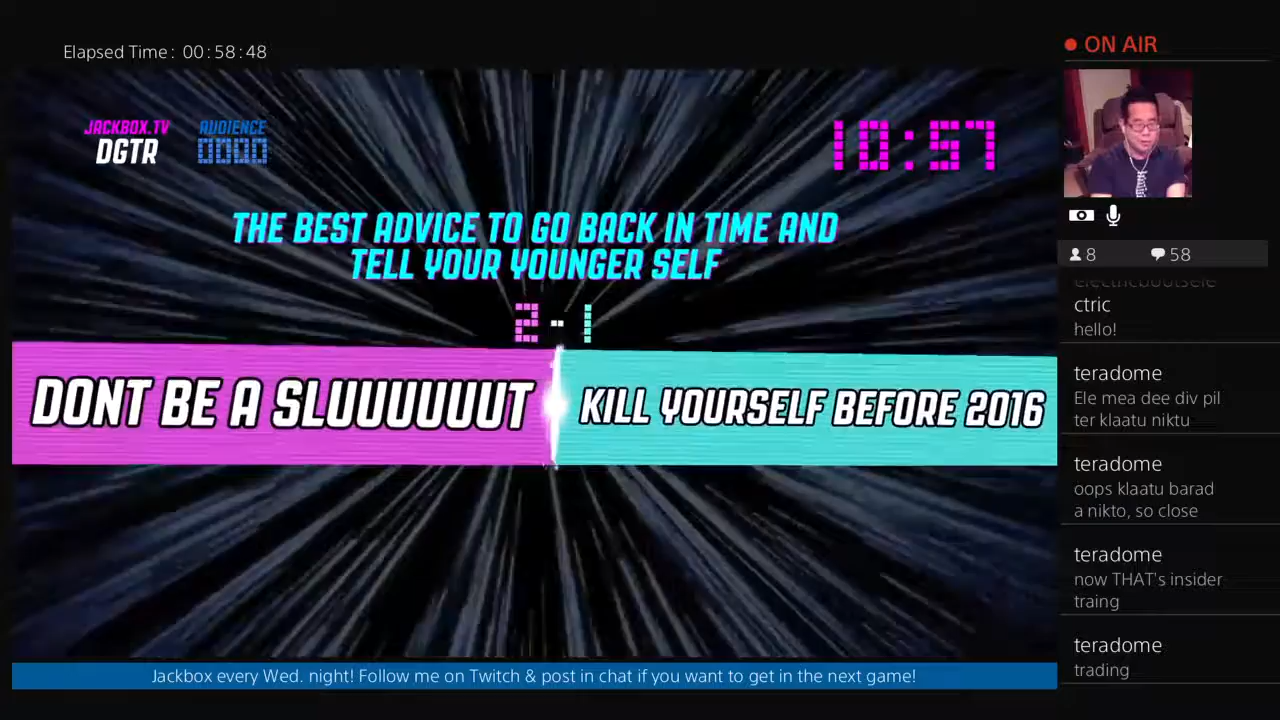 Elapsed Time: 00:58:48
ON AIR
JACKBOX.TV
DGTR
AUDIENCE
0000
10:57
THE BEST ADVICE TO GO BACK IN TIME AND
TELL YOUR YOUNGER SELF
2-1
DONT BE A SLUUUUUUT
KILL YOURSELF BEFORE 2016
8
58
ctric
hello!
teradome
Ele mea dee div pil
ter klaatu niktu
teradome
oops klaatu barad
a nikto, so close
teradome
now THAT's insider
traing
teradome
trading
Jackbox every Wed. night! Follow me on Twitch & post in chat if you want to get in the next game!